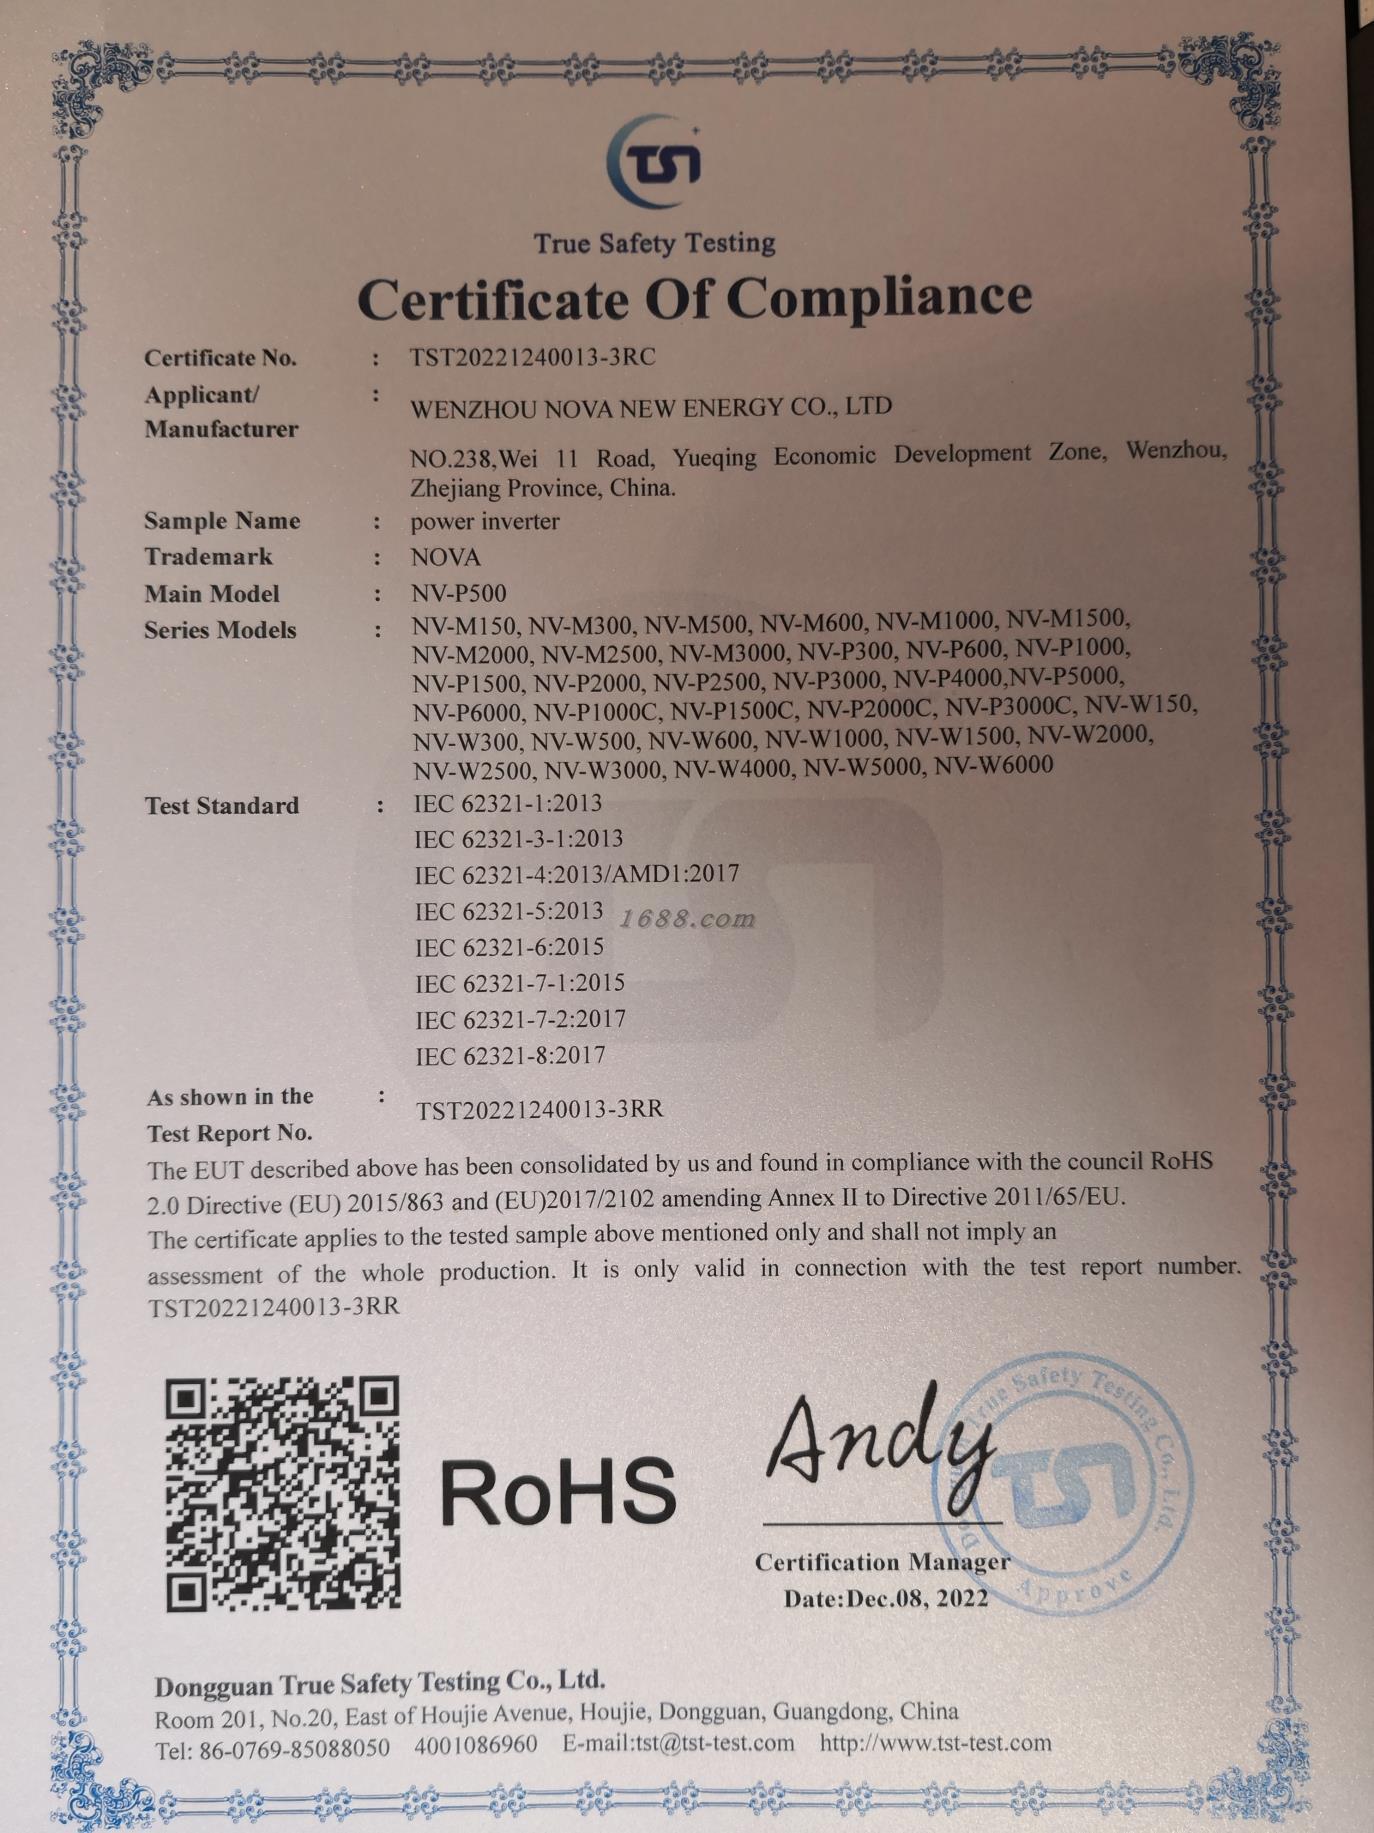 TST
True Safety Testing
Certificate Of Compliance
Certificate No. : TST20221240013-3RC
Applicant/ :
Manufacturer
WENZHOU NOVA NEW ENERGY CO., LTD
NO.238,Wei 11 Road, Yueqing Economic Development Zone, Wenzhou,
Zhejiang Province, China.
Sample Name : power inverter
Trademark : NOVA
Main Model : NV-P500
Series Models : NV-M150, NV-M300, NV-M500, NV-M600, NV-M1000, NV-M1500,
NV-M2000, NV-M2500, NV-M3000, NV-P300, NV-P600, NV-P1000,
NV-P1500, NV-P2000, NV-P2500, NV-P3000, NV-P4000,NV-P5000,
NV-P6000, NV-P1000C, NV-P1500C, NV-P2000C, NV-P3000C, NV-W150,
NV-W300, NV-W500, NV-W600, NV-W1000, NV-W1500, NV-W2000,
NV-W2500, NV-W3000, NV-W4000, NV-W5000, NV-W6000
Test Standard : IEC 62321-1:2013
IEC 62321-3-1:2013
IEC 62321-4:2013/AMD1:2017
IEC 62321-5:2013
1688.com
IEC 62321-6:2015
IEC 62321-7-1:2015
IEC 62321-7-2:2017
IEC 62321-8:2017
As shown in the :
Test Report No.
TST20221240013-3RR
The EUT described above has been consolidated by us and found in compliance with the council RoHS
2.0 Directive (EU) 2015/863 and (EU)2017/2102 amending Annex II to Directive 2011/65/EU.
The certificate applies to the tested sample above mentioned only and shall not imply an
assessment of the whole production. It is only valid in connection with the test report number.
TST20221240013-3RR
RoHS
Andy
True Safety Testing Co., Ltd.
TST
Approve
Certification Manager
Date:Dec.08, 2022
Dongguan True Safety Testing Co., Ltd.
Room 201, No.20, East of Houjie Avenue, Houjie, Dongguan, Guangdong, China
Tel: 86-0769-85088050 4001086960 E-mail:tst@tst-test.com http://www.tst-test.com